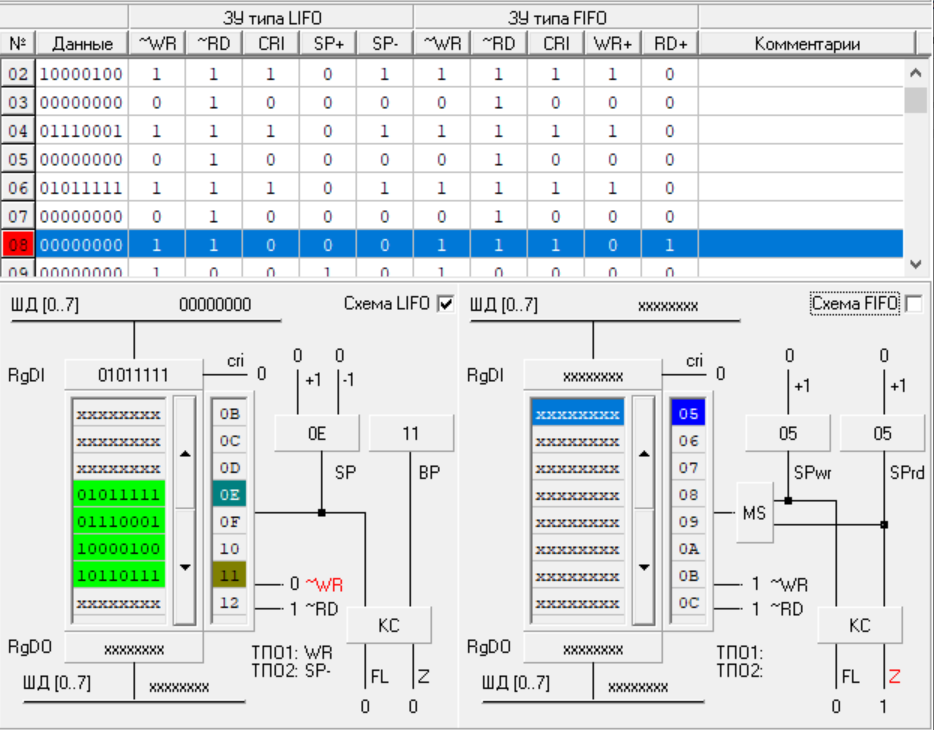 ЗУ типа LIFO ЗУ типа FIFO
№ Данные ~WR ~RD CRI SP+ SP- ~WR ~RD CRI WR+ RD+ Комментарии
02 10000100 1 1 1 0 1 1 1 1 1 0
03 00000000 0 1 0 0 0 0 1 0 0 0
04 01110001 1 1 1 0 1 1 1 1 1 0
05 00000000 0 1 0 0 0 0 1 0 0 0
06 01011111 1 1 1 0 1 1 1 1 1 0
07 00000000 0 1 0 0 0 0 1 0 0 0
08 00000000 1 1 0 0 0 1 1 1 0 1
09 00000000 1 0 0 1 0 1 0 0 0 0
ШД [0..7] 00000000 Схема LIFO
RgDI 01011111 cri 0
0 0
+1 -1
0E 11
SP BP
xxxxxxxx 0B
xxxxxxxx 0C
xxxxxxxx 0D
01011111 0E
01110001 0F
10000100 10
10110111 11
xxxxxxxx 12
0 ~WR
1 ~RD
КС
RgDO xxxxxxxx
ТПО1: WR
ТПО2: SP-
FL Z
0 0
ШД [0..7] xxxxxxxx
ШД [0..7] xxxxxxxx Схема FIFO
RgDI xxxxxxxx cri 0
0 0
+1 +1
05 05
SPwr SPrd
xxxxxxxx 05
xxxxxxxx 06
xxxxxxxx 07
xxxxxxxx 08
xxxxxxxx 09
xxxxxxxx 0A
xxxxxxxx 0B
xxxxxxxx 0C
MS
1 ~WR
1 ~RD
КС
RgDO xxxxxxxx
ТПО1:
ТПО2:
FL Z
0 1
ШД [0..7] xxxxxxxx